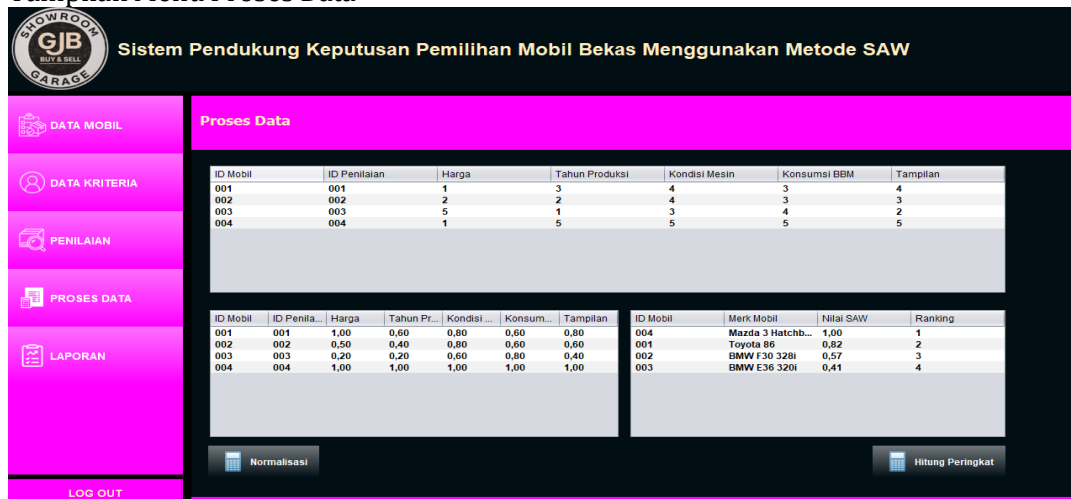 Tampilan Menu Proses Data
SHOWROOM
GJB
BUY & SELL
GARAGE
Sistem Pendukung Keputusan Pemilihan Mobil Bekas Menggunakan Metode SAW
DATA MOBIL
DATA KRITERIA
PENILAIAN
PROSES DATA
LAPORAN
LOG OUT
Proses Data
ID Mobil ID Penilaian Harga Tahun Produksi Kondisi Mesin Konsumsi BBM Tampilan
001 001 1 3 4 3 4
002 002 2 2 4 3 3
003 003 5 1 3 4 2
004 004 1 5 5 5 5
ID Mobil ID Penila... Harga Tahun Pr... Kondisi ... Konsum... Tampilan
001 001 1,00 0,60 0,80 0,60 0,80
002 002 0,50 0,40 0,80 0,60 0,60
003 003 0,20 0,20 0,60 0,80 0,40
004 004 1,00 1,00 1,00 1,00 1,00
ID Mobil Merk Mobil Nilai SAW Ranking
004 Mazda 3 Hatchb... 1,00 1
001 Toyota 86 0,82 2
002 BMW F30 328i 0,57 3
003 BMW E36 320i 0,41 4
Normalisasi
Hitung Peringkat